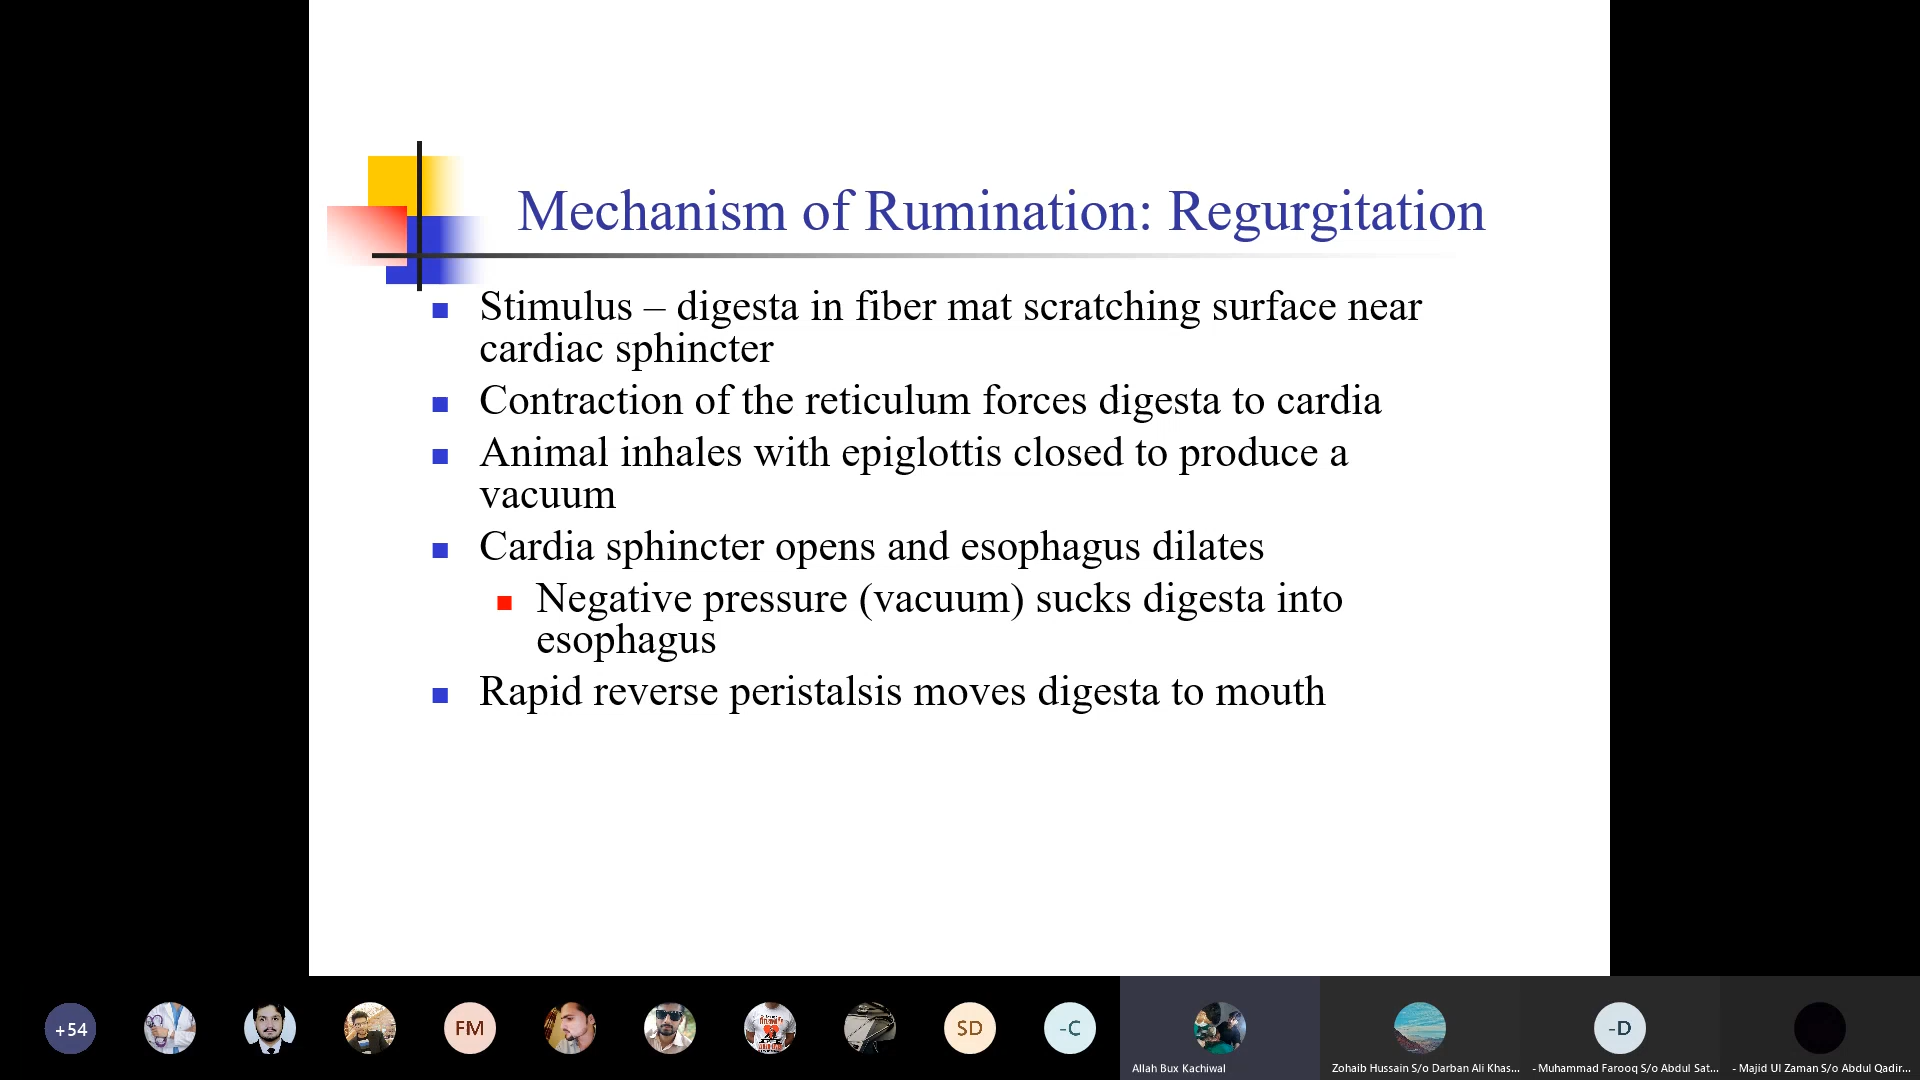 Mechanism of Rumination: Regurgitation
Stimulus – digesta in fiber mat scratching surface near
cardiac sphincter
Contraction of the reticulum forces digesta to cardia
Animal inhales with epiglottis closed to produce a
vacuum
Cardia sphincter opens and esophagus dilates
Negative pressure (vacuum) sucks digesta into
esophagus
Rapid reverse peristalsis moves digesta to mouth
+54
FM
SD
-C
-D
Allah Bux Kachiwal
Zohaib Hussain S/o Darban Ali Khas...
- Muhammad Farooq S/o Abdul Sat...
- Majid Ul Zaman S/o Abdul Qadir...